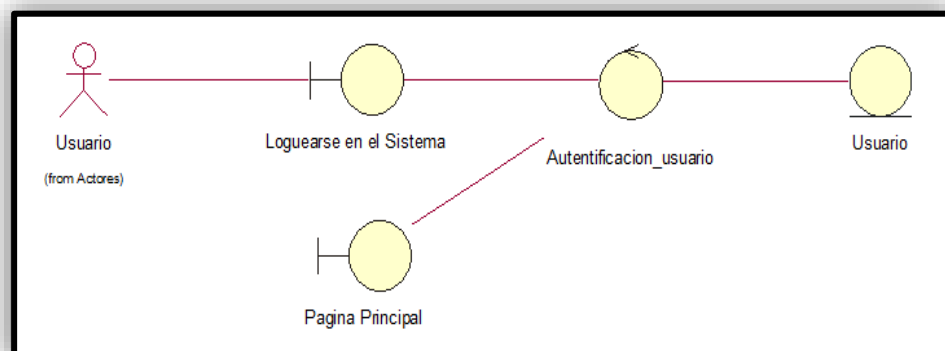 Usuario
(from Actores)
Loguearse en el Sistema
Autentificacion_usuario
Usuario
Pagina Principal